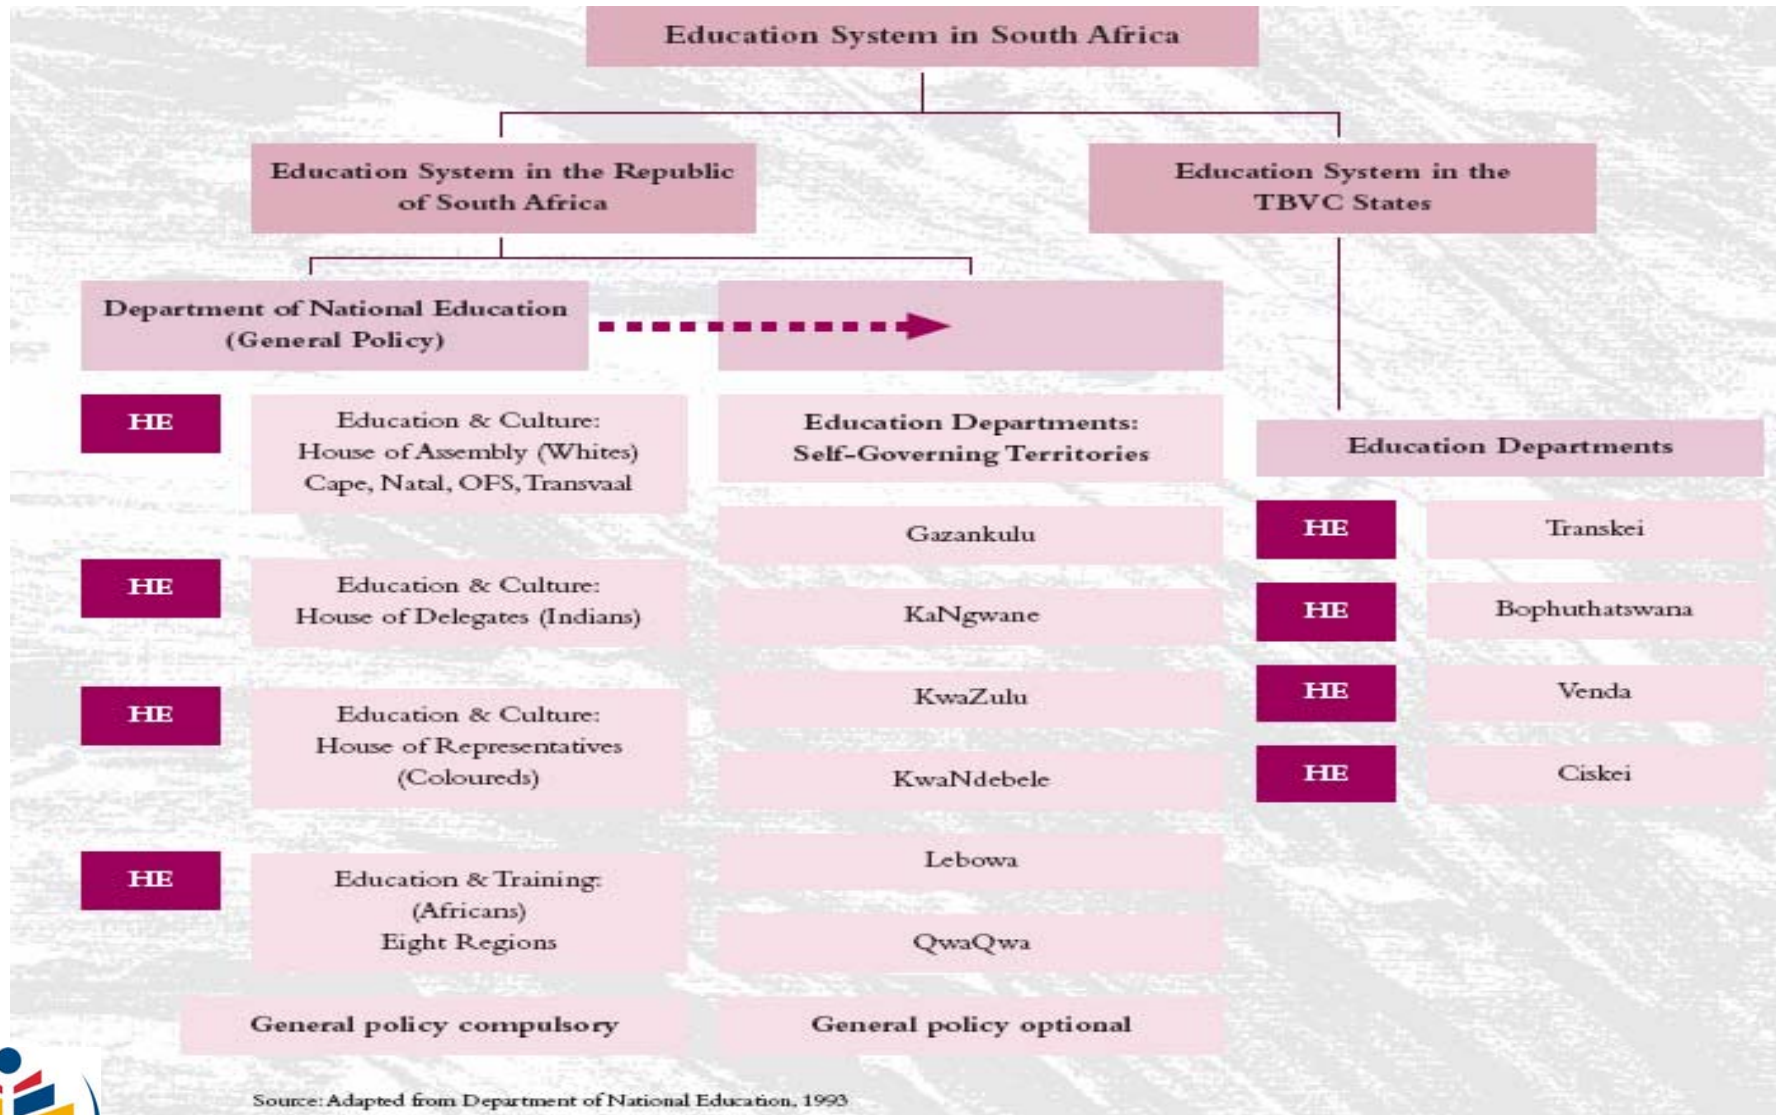 Education System in South Africa
Education System in the Republic
of South Africa
Education System in the
TBVC States
Department of National Education
(General Policy)
HE
Education & Culture:
House of Assembly (Whites)
Cape, Natal, OFS, Transvaal
HE
Education & Culture:
House of Delegates (Indians)
HE
Education & Culture:
House of Representatives
(Coloureds)
HE
Education & Training:
(Africans)
Eight Regions
General policy compulsory
Education Departments:
Self-Governing Territories
Gazankulu
KaNgwane
KwaZulu
KwaNdebele
Lebowa
QwaQwa
General policy optional
Education Departments
HE
Transkei
HE
Bophuthatswana
HE
Venda
HE
Ciskei
Source: Adapted from Department of National Education, 1993